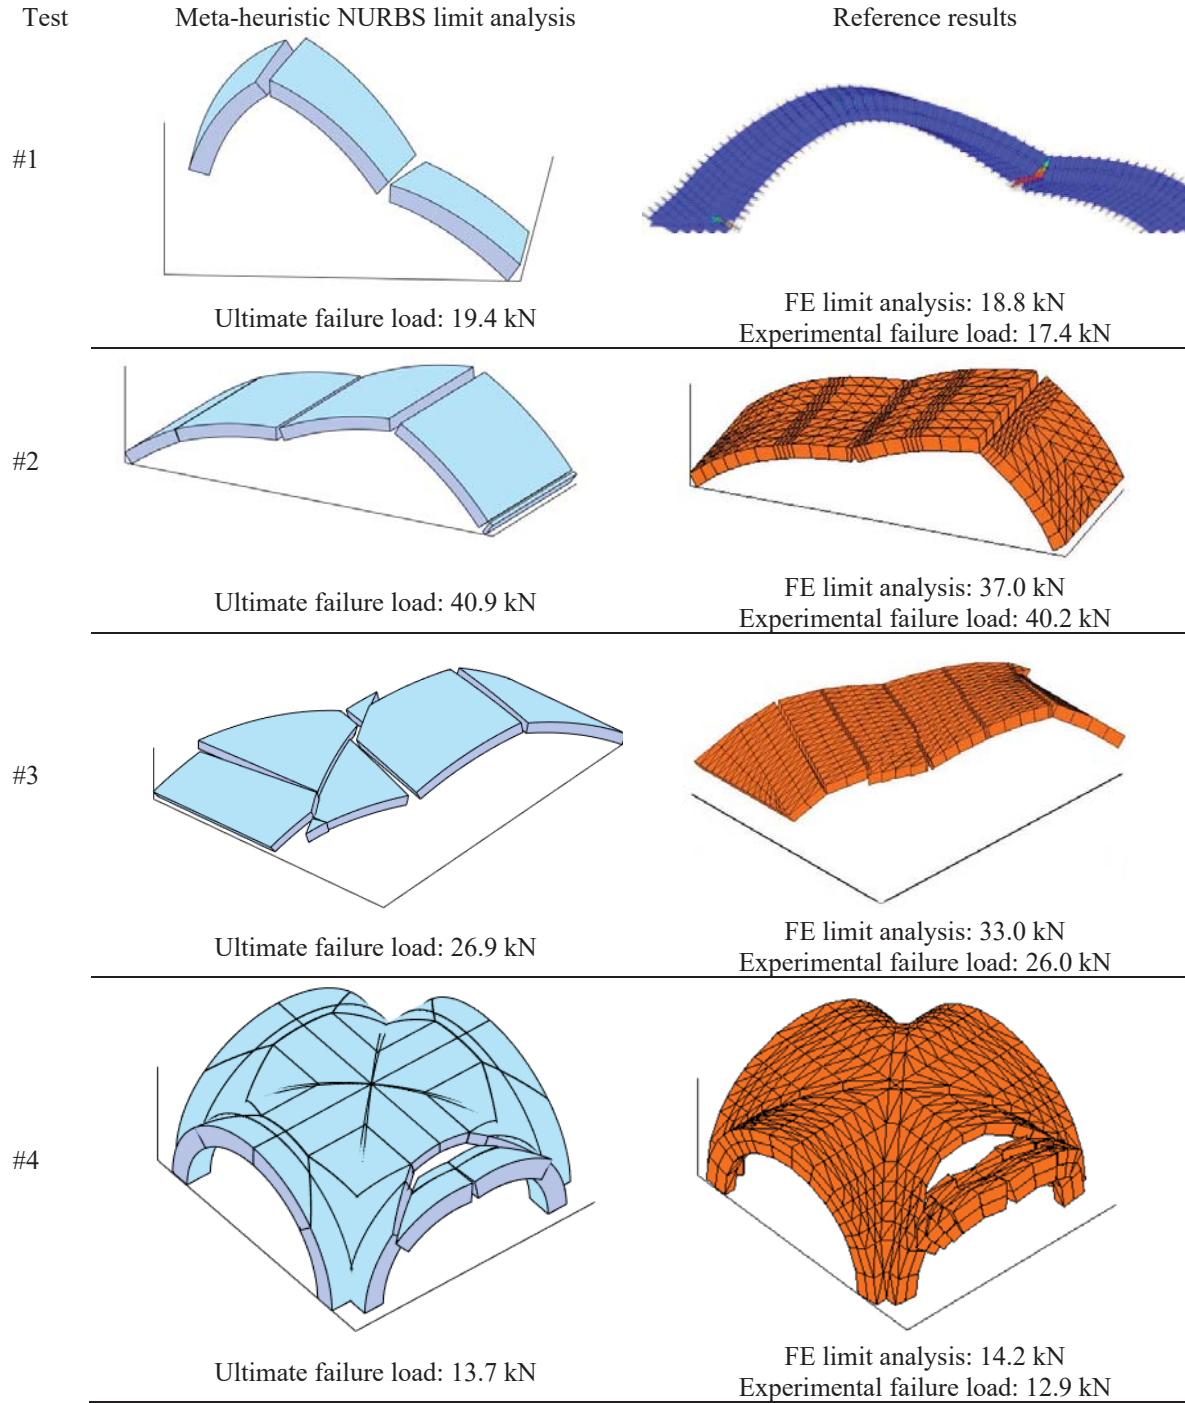 Test Meta-heuristic NURBS limit analysis Reference results
#1
Ultimate failure load: 19.4 kN
FE limit analysis: 18.8 kN
Experimental failure load: 17.4 kN
#2
Ultimate failure load: 40.9 kN
FE limit analysis: 37.0 kN
Experimental failure load: 40.2 kN
#3
Ultimate failure load: 26.9 kN
FE limit analysis: 33.0 kN
Experimental failure load: 26.0 kN
#4
Ultimate failure load: 13.7 kN
FE limit analysis: 14.2 kN
Experimental failure load: 12.9 kN